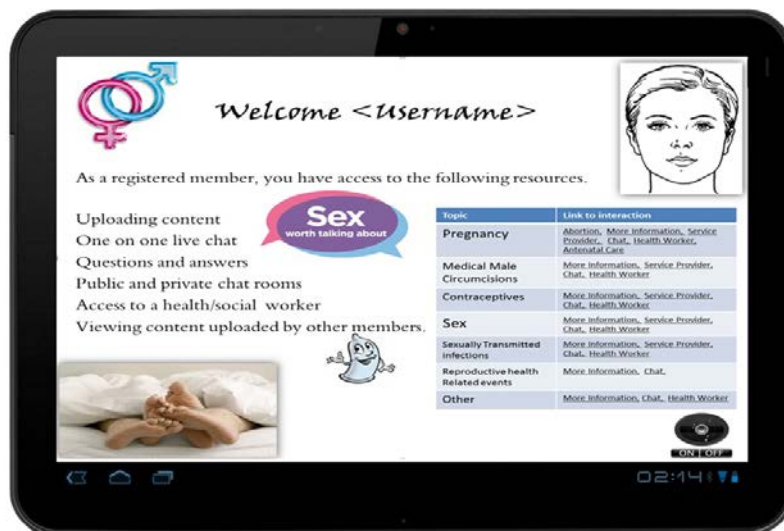 Welcome <Username>
As a registered member, you have access to the following resources.
Uploading content
One on one live chat
Questions and answers
Public and private chat rooms
Access to a health/social worker
Viewing content uploaded by other members.
Sex
worth talking about
Topic Link to interaction
Pregnancy Abortion, More Information, Service
Provider, Chat, Health Worker,
Antenatal Care
Medical Male More Information, Service Provider,
Circumcisions Chat, Health Worker
Contraceptives More Information, Service Provider,
Chat, Health Worker
Sex More Information, Service Provider,
Chat, Health Worker
Sexually Transmitted More Information, Service Provider,
infections Chat, Health Worker
Reproductive health More Information, Chat,
Related events
Other More Information, Chat, Health Worker
ON | OFF
02:14